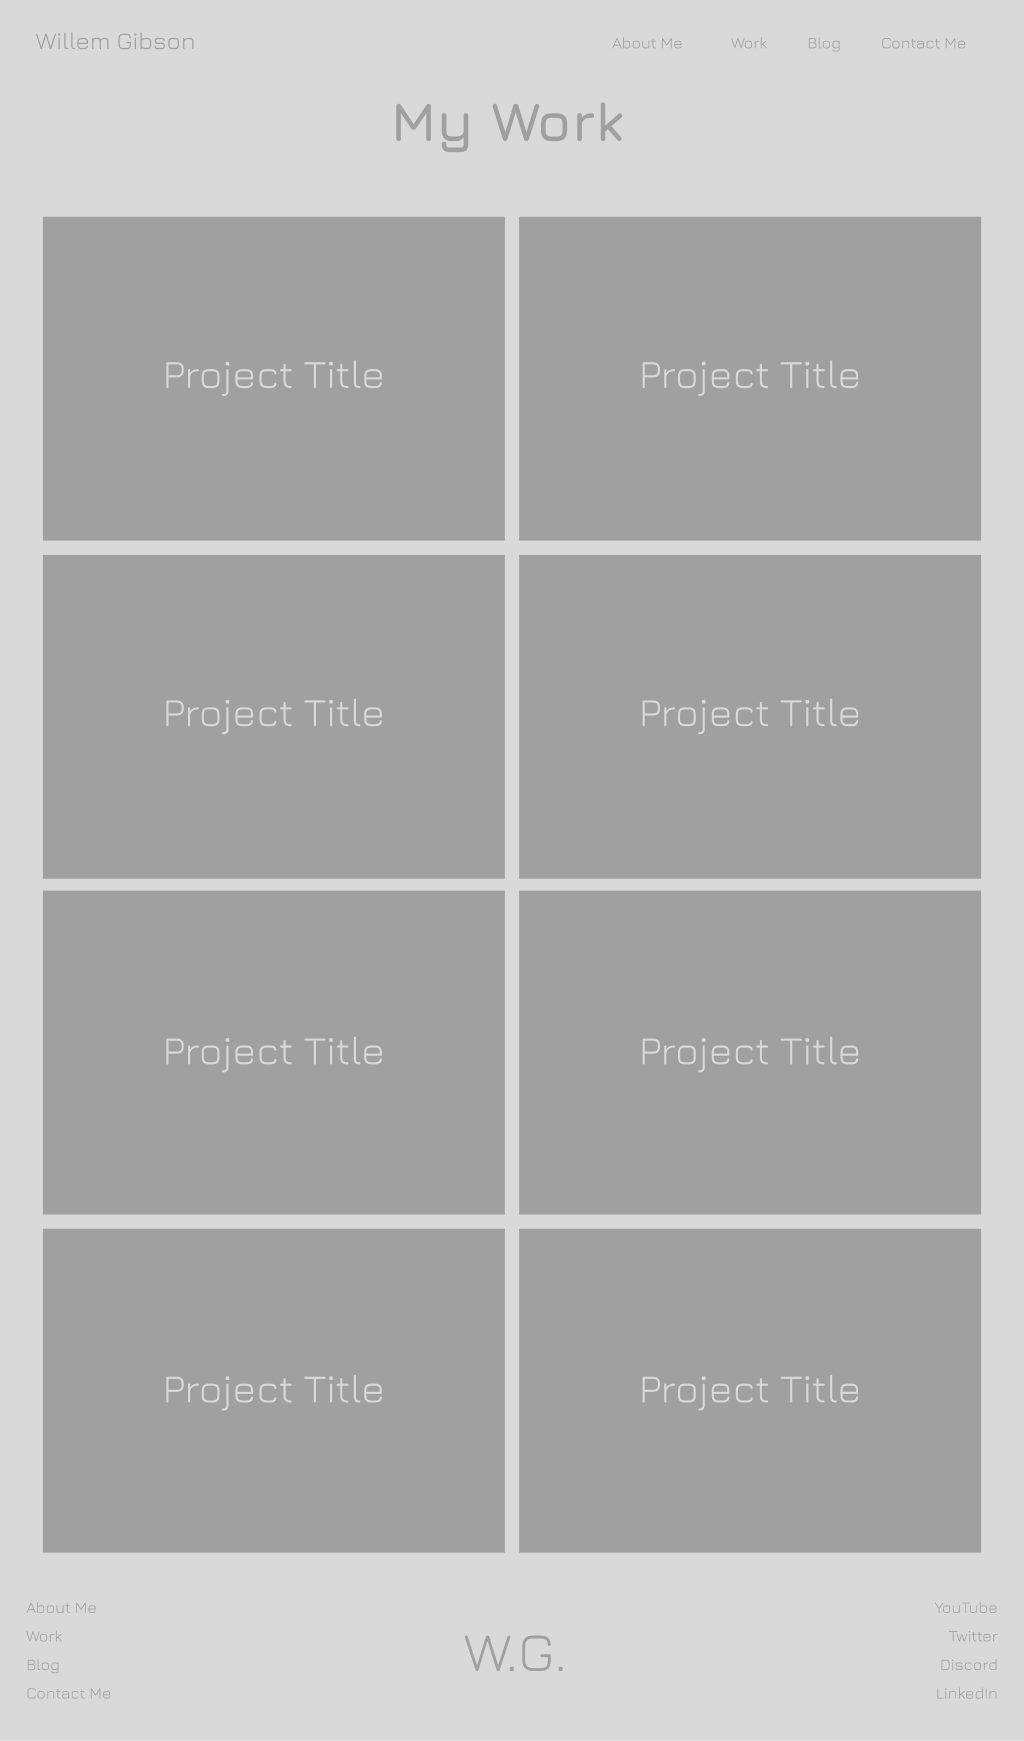 Willem Gibson
About Me Work Blog Contact Me
My Work
Project Title
Project Title
Project Title
Project Title
Project Title
Project Title
Project Title
Project Title
About Me
Work
Blog
Contact Me
W.G.
YouTube
Twitter
Discord
LinkedIn